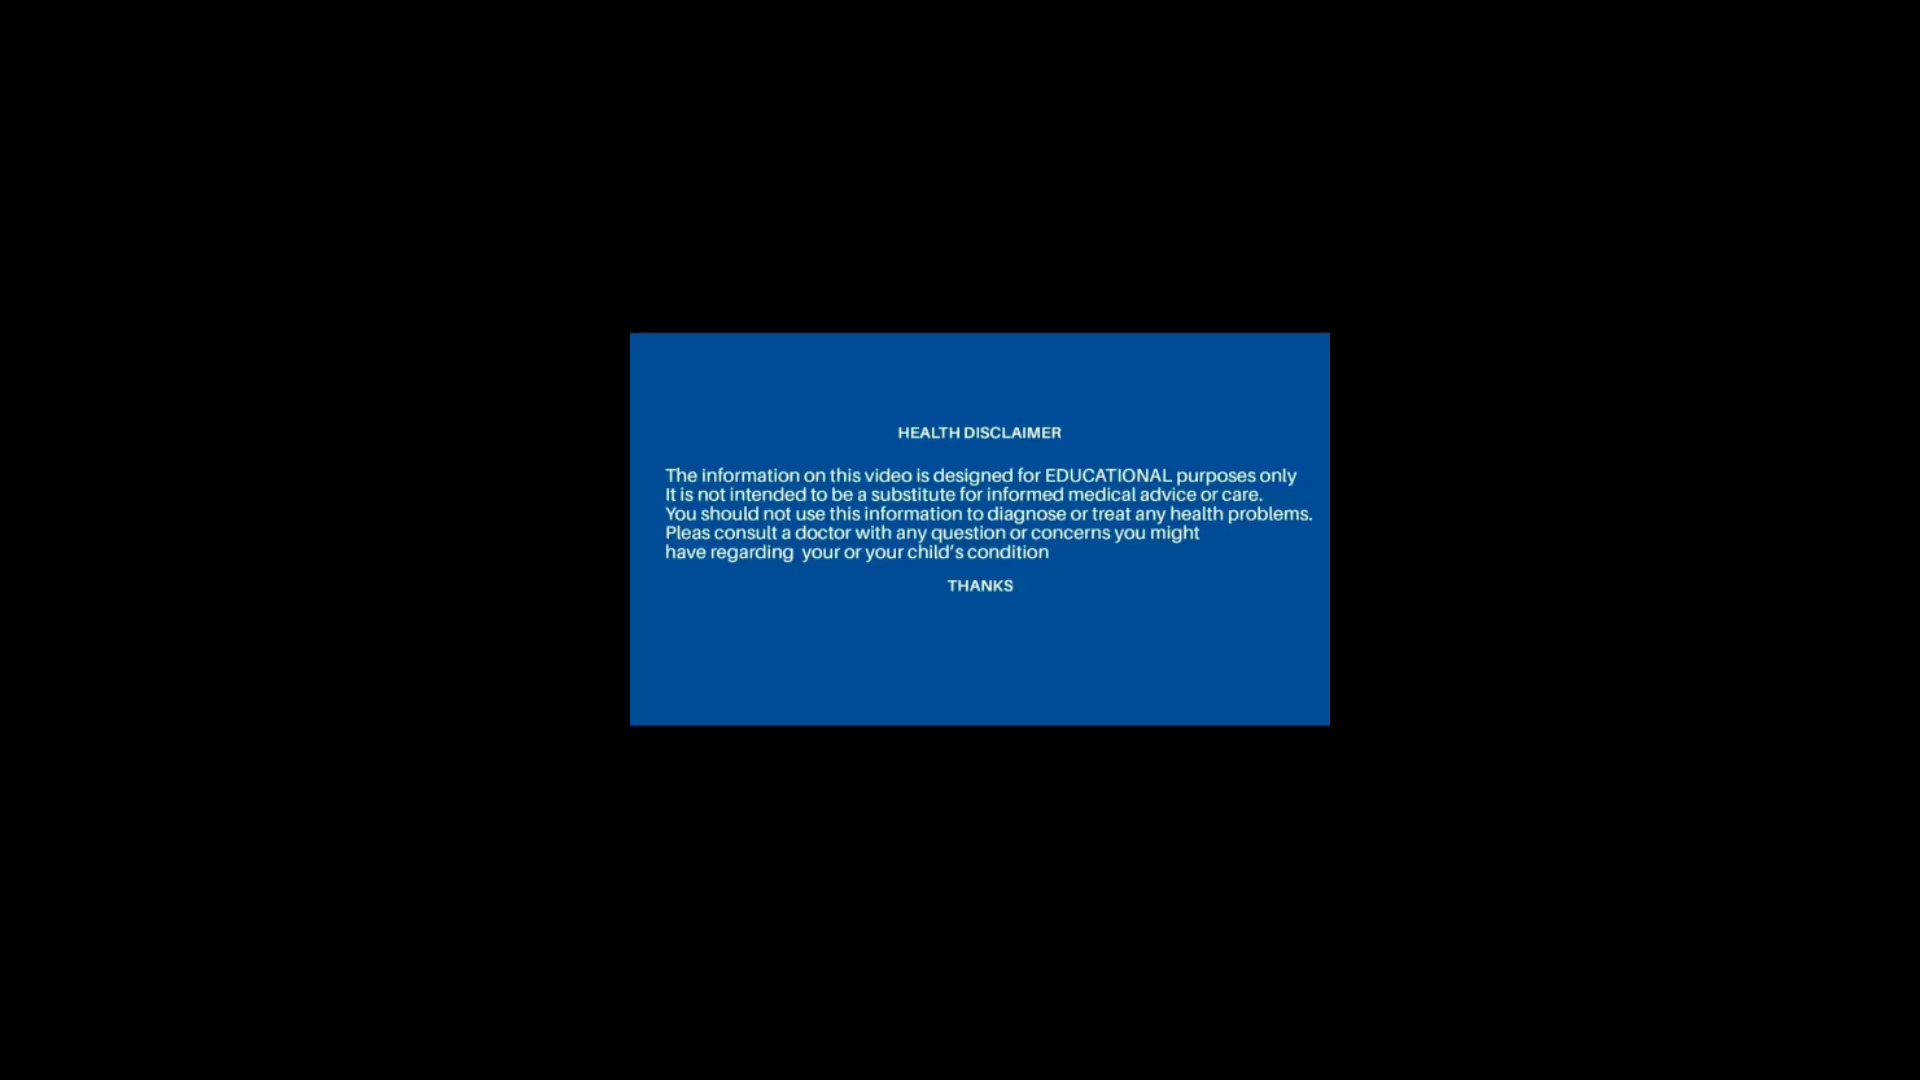 HEALTH DISCLAIMER
The information on this video is designed for EDUCATIONAL purposes only
It is not intended to be a substitute for informed medical advice or care.
You should not use this information to diagnose or treat any health problems.
Pleas consult a doctor with any question or concerns you might
have regarding  your or your child’s condition
THANKS